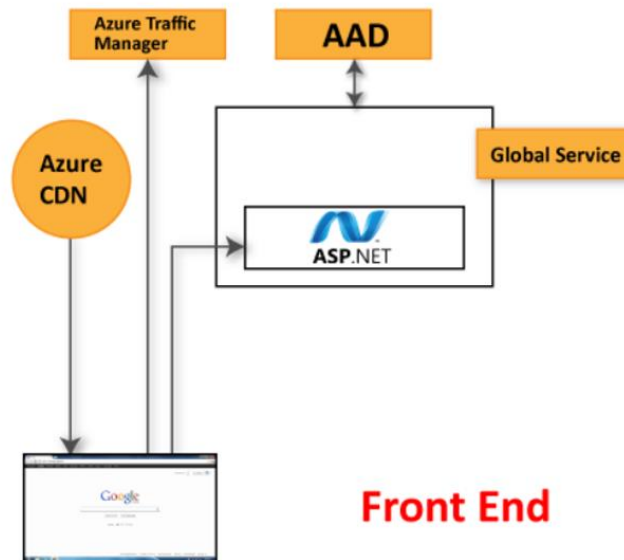 Azure Traffic
Manager
AAD
Azure
CDN
Global Service
ASP.NET
Google
Front End